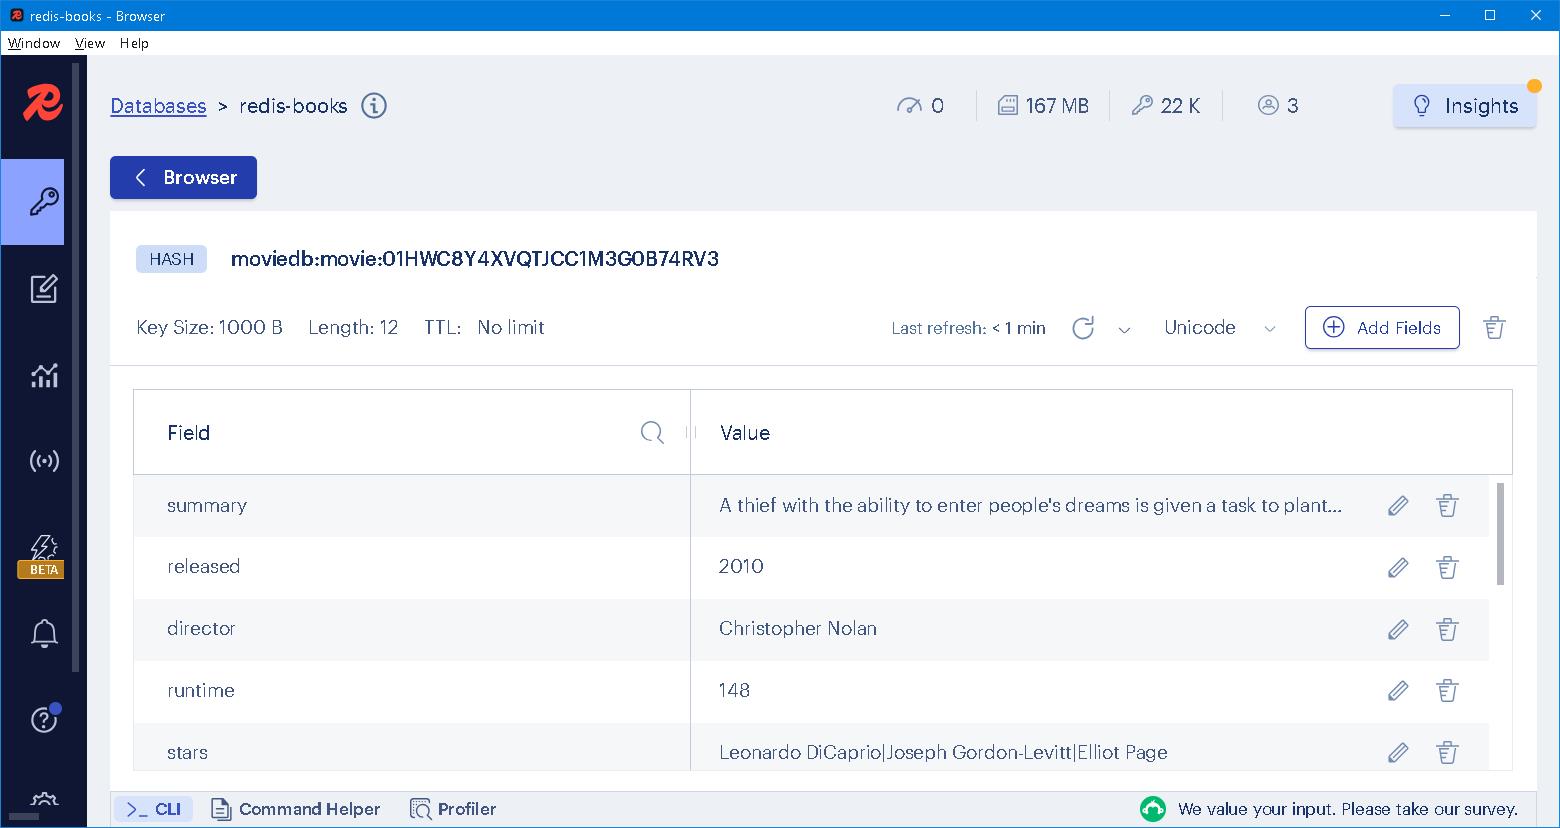 redis-books - Browser
Window View Help
Databases > redis-books 0 167 MB 22 K 3 Insights
Browser
HASH moviedb:movie:01HWC8Y4XVQTJCC1M3G0B74RV3
Key Size: 1000 B Length: 12 TTL: No limit Last refresh: < 1 min Unicode Add Fields
Field Value
summary A thief with the ability to enter people's dreams is given a task to plant...
released 2010
director Christopher Nolan
runtime 148
stars Leonardo DiCaprio|Joseph Gordon-Levitt|Elliot Page
BETA
>_ CLI Command Helper Profiler We value your input. Please take our survey.